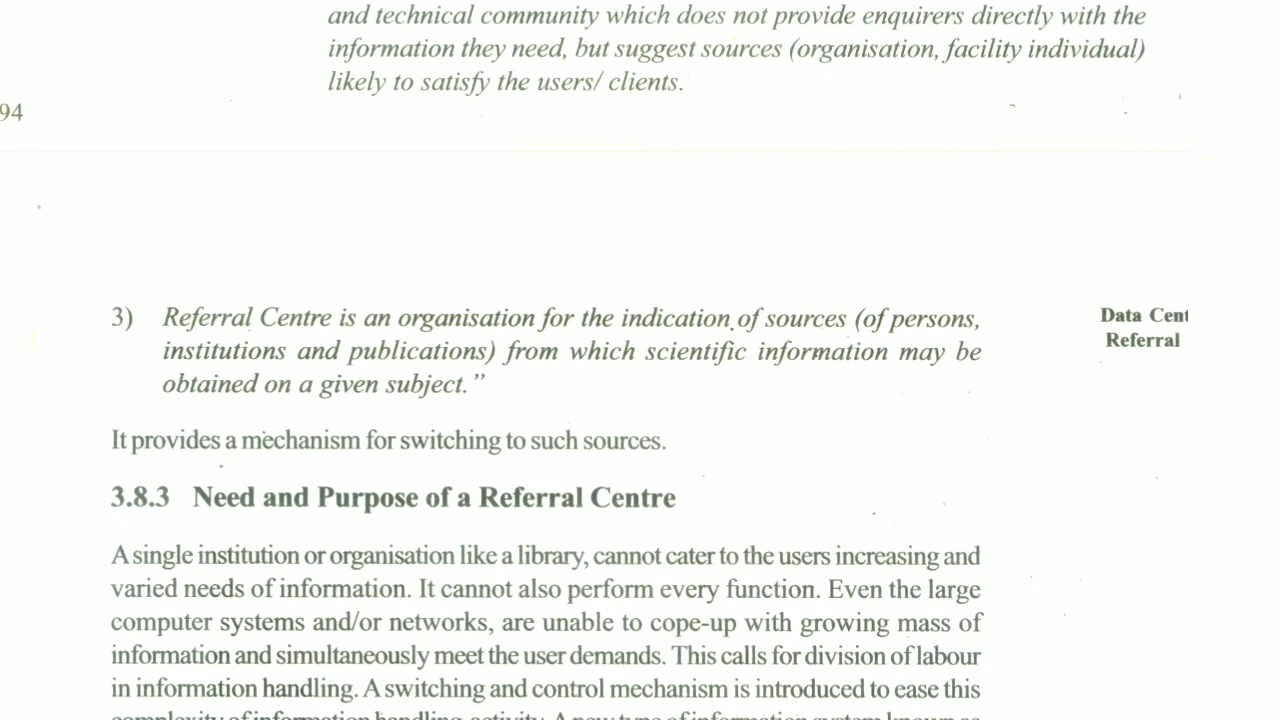 and technical community which does not provide enquirers directly with the
information they need, but suggest sources (organisation, facility individual)
likely to satisfy the users/ clients.
94
3) Referral Centre is an organisation for the indication of sources (of persons,
institutions and publications) from which scientific information may be
obtained on a given subject.”
Data Cent
Referral
It provides a mechanism for switching to such sources.
3.8.3 Need and Purpose of a Referral Centre
A single institution or organisation like a library, cannot cater to the users increasing and
varied needs of information. It cannot also perform every function. Even the large
computer systems and/or networks, are unable to cope-up with growing mass of
information and simultaneously meet the user demands. This calls for division of labour
in information handling. A switching and control mechanism is introduced to ease this